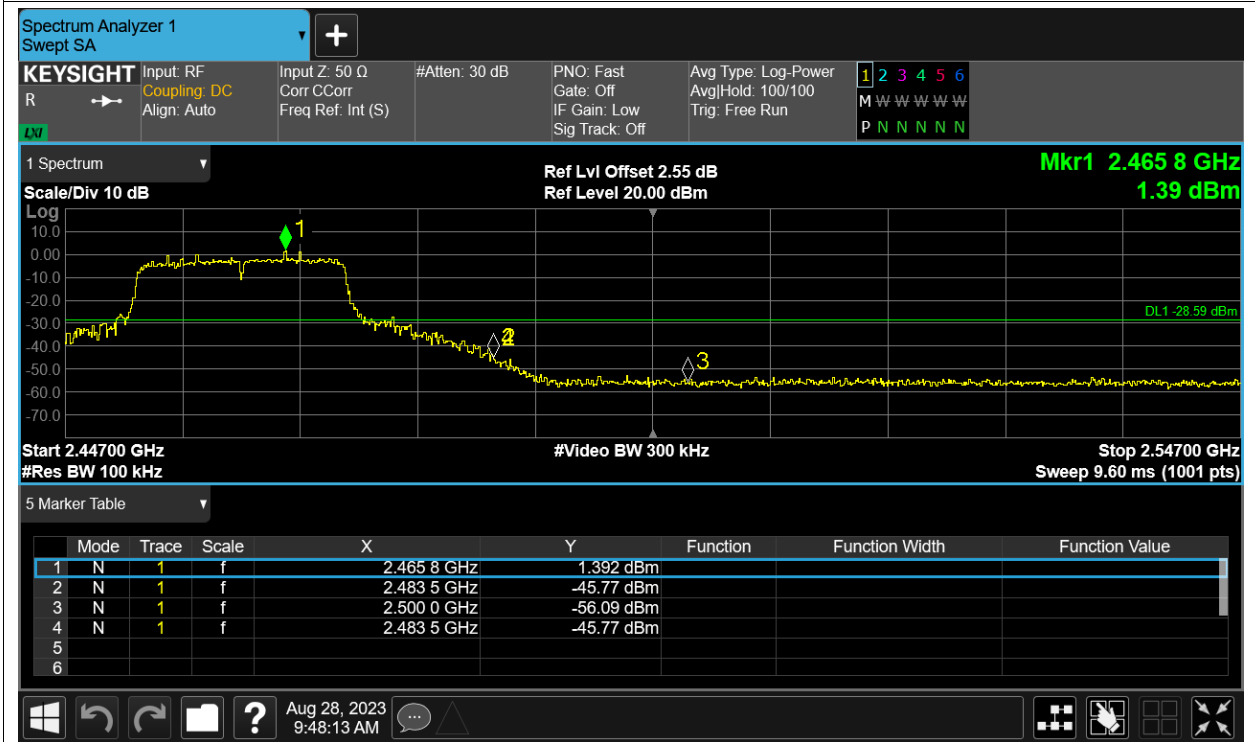 Spectrum Analyzer 1
Swept SA
+
KEYSIGHT Input: RF Input Z: 50 Ω #Atten: 30 dB PNO: Fast Avg Type: Log-Power 1 2 3 4 5 6
R Coupling: DC Corr CCorr Gate: Off Avg|Hold: 100/100 M W W W W W
Align: Auto Freq Ref: Int (S) IF Gain: Low Trig: Free Run
LXI Sig Track: Off P N N N N N
1 Spectrum Ref Lvl Offset 2.55 dB Mkr1 2.465 8 GHz
Scale/Div 10 dB Ref Level 20.00 dBm 1.39 dBm
Log
10.0 1
0.00
-10.0
-20.0
DL1 -28.59 dBm
-30.0
-40.0 2
-50.0 3
-60.0
-70.0
Start 2.44700 GHz #Video BW 300 kHz Stop 2.54700 GHz
#Res BW 100 kHz Sweep 9.60 ms (1001 pts)
5 Marker Table
Mode Trace Scale X Y Function Function Width Function Value
1 N 1 f 2.465 8 GHz 1.392 dBm
2 N 1 f 2.483 5 GHz -45.77 dBm
3 N 1 f 2.500 0 GHz -56.09 dBm
4 N 1 f 2.483 5 GHz -45.77 dBm
5
6
? Aug 28, 2023
9:48:13 AM